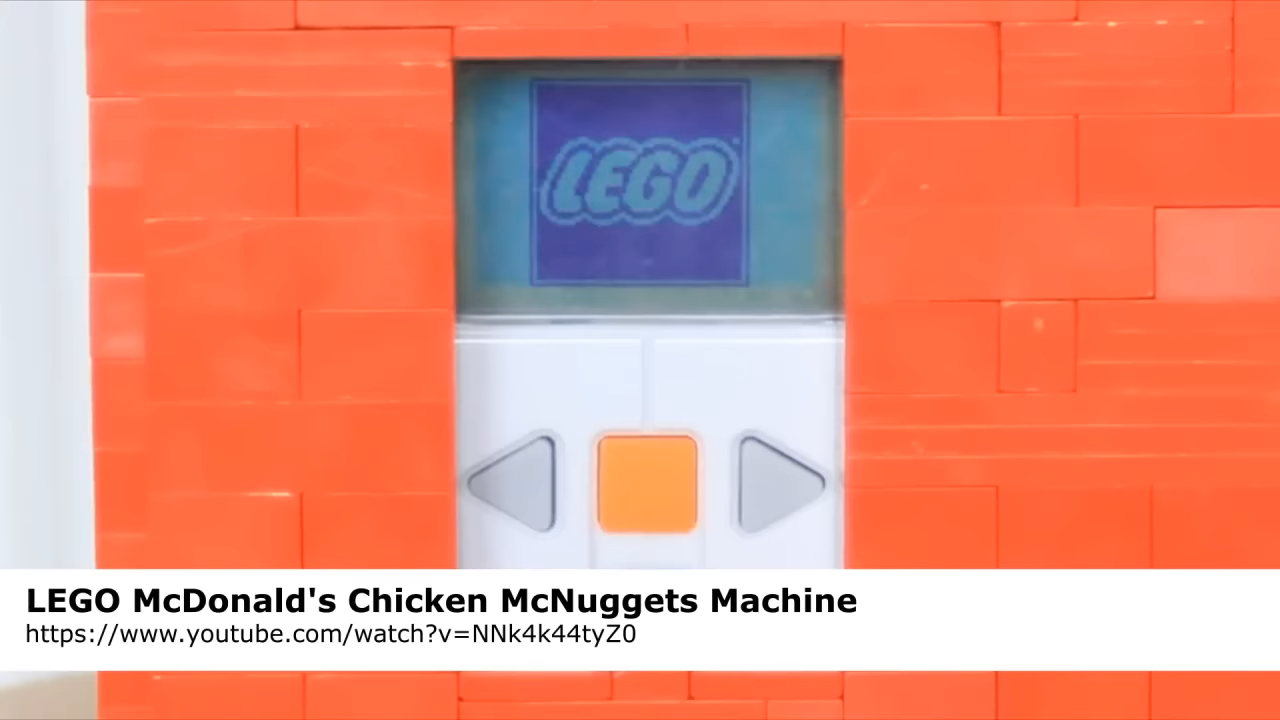 LEGO
LEGO McDonald's Chicken McNuggets Machine
https://www.youtube.com/watch?v=NNk4k44tyZ0